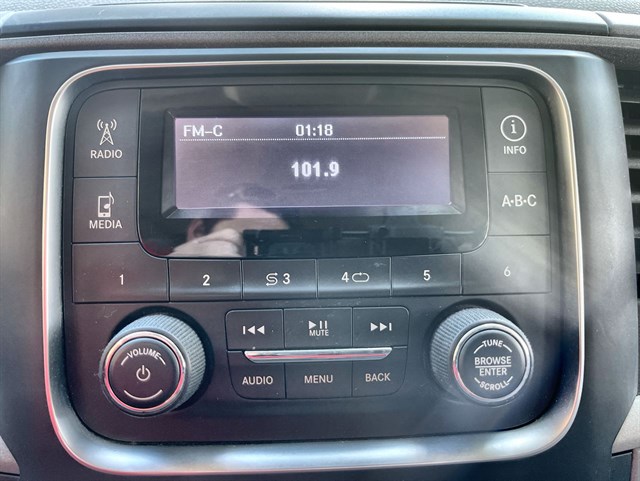 FM-C 01:18
101.9
RADIO
MEDIA
INFO
A•B•C
1 2 3 4 5 6
MUTE
AUDIO MENU BACK
VOLUME
TUNE
BROWSE
ENTER
SCROLL